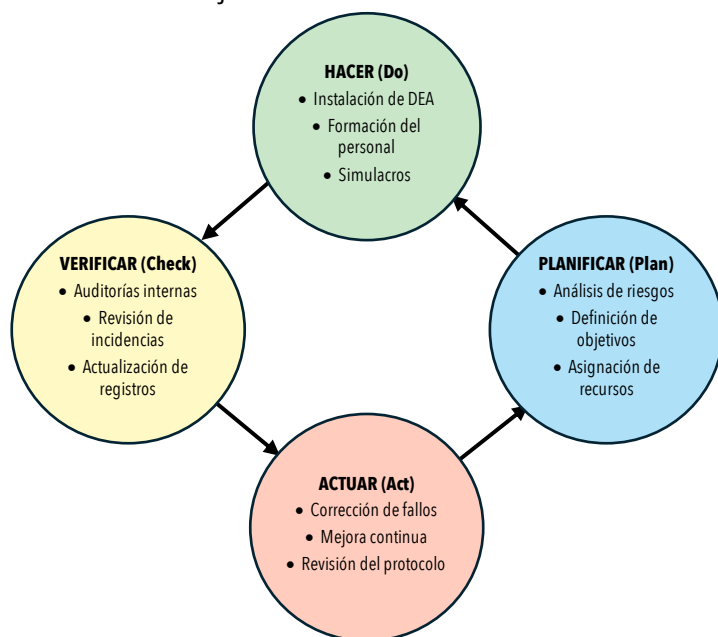 HACER (Do)
• Instalación de DEA
• Formación del
personal
• Simulacros
VERIFICAR (Check)
• Auditorías internas
• Revisión de
incidencias
• Actualización de
registros
PLANIFICAR (Plan)
• Análisis de riesgos
• Definición de
objetivos
• Asignación de
recursos
ACTUAR (Act)
• Corrección de fallos
• Mejora continua
• Revisión del protocolo